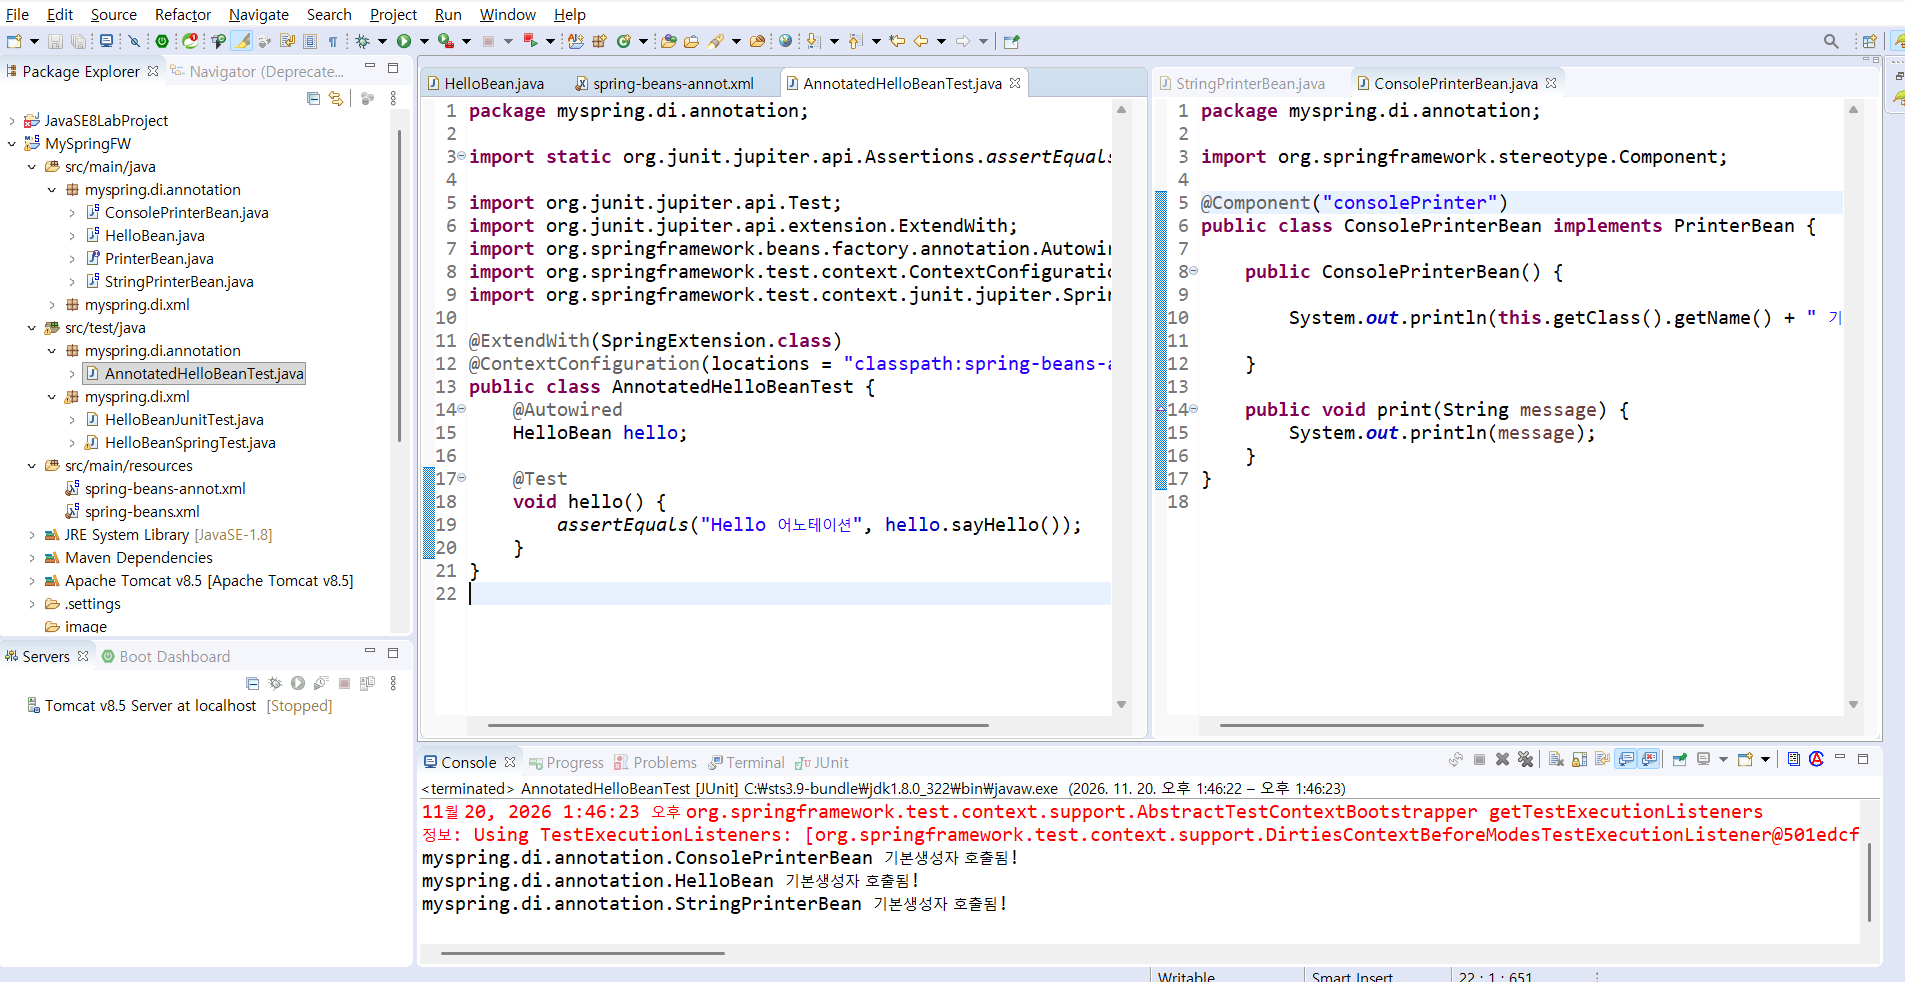 File Edit Source Refactor Navigate Search Project Run Window Help
Package Explorer Navigator (Deprecate...
JavaSE8LabProject
MySpringFW
src/main/java
myspring.di.annotation
ConsolePrinterBean.java
HelloBean.java
PrinterBean.java
StringPrinterBean.java
myspring.di.xml
src/test/java
myspring.di.annotation
AnnotatedHelloBeanTest.java
myspring.di.xml
HelloBeanJunitTest.java
HelloBeanSpringTest.java
src/main/resources
spring-beans-annot.xml
spring-beans.xml
JRE System Library [JavaSE-1.8]
Maven Dependencies
Apache Tomcat v8.5 [Apache Tomcat v8.5]
.settings
image
Servers Boot Dashboard
Tomcat v8.5 Server at localhost [Stopped]
HelloBean.java spring-beans-annot.xml AnnotatedHelloBeanTest.java
1 package myspring.di.annotation;
2
3 import static org.junit.jupiter.api.Assertions.assertEquals
4
5 import org.junit.jupiter.api.Test;
6 import org.junit.jupiter.api.extension.ExtendWith;
7 import org.springframework.beans.factory.annotation.Autowir
8 import org.springframework.test.context.ContextConfiguratio
9 import org.springframework.test.context.junit.jupiter.Sprin
10
11 @ExtendWith(SpringExtension.class)
12 @ContextConfiguration(locations = "classpath:spring-beans-a
13 public class AnnotatedHelloBeanTest {
14 @Autowired
15 HelloBean hello;
16
17 @Test
18 void hello() {
19 assertEquals("Hello 어노테이션", hello.sayHello());
20 }
21 }
22
StringPrinterBean.java ConsolePrinterBean.java
1 package myspring.di.annotation;
2
3 import org.springframework.stereotype.Component;
4
5 @Component("consolePrinter")
6 public class ConsolePrinterBean implements PrinterBean {
7
8 public ConsolePrinterBean() {
9
10 System.out.println(this.getClass().getName() + " 기
11
12 }
13
14 public void print(String message) {
15 System.out.println(message);
16 }
17 }
18
Console Progress Problems Terminal JUnit
<terminated> AnnotatedHelloBeanTest [JUnit] C:₩sts3.9-bundle₩jdk1.8.0_322₩bin₩javaw.exe (2026. 11. 20. 오후 1:46:22 – 오후 1:46:23)
11월 20, 2026 1:46:23 오후 org.springframework.test.context.support.AbstractTestContextBootstrapper getTestExecutionListeners
정보: Using TestExecutionListeners: [org.springframework.test.context.support.DirtiesContextBeforeModesTestExecutionListener@501edcf
myspring.di.annotation.ConsolePrinterBean 기본생성자 호출됨!
myspring.di.annotation.HelloBean 기본생성자 호출됨!
myspring.di.annotation.StringPrinterBean 기본생성자 호출됨!
Writable Smart Insert 22 : 1 : 651